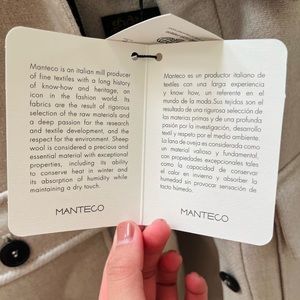 Manteco is an italian mill producer
of fine textiles with a long history
of know-how and heritage, an
icon in the fashion world. Its
fabrics are the result of rigorous
selection of the raw materials and
a deep passion for the research
and textile development, and the
respect for the environment. Sheep
wool is considered a precious and
essential material with exceptional
properties, including its ability
to conserve heat in winter and
its absorption of humidity while
maintaining a dry touch.
MANTECO
Manteco es un productor italiano de
textiles con una larga experiencia
y know how, un referente en el
mundo de la moda.Sus tejidos son el
resultado de una rigurosa selección de
las materias primas y de una profunda
pasión por la investigación, desarrollo
textil y respeto por el medio ambiente.
La lana de oveja es considerada como
un material valioso y fundamental,
con propiedades excepcionales tales
como la capacidad de conservar
el calor en invierno y absorber la
humedad sin provocar sensación de
tacto húmedo.
MANTECO